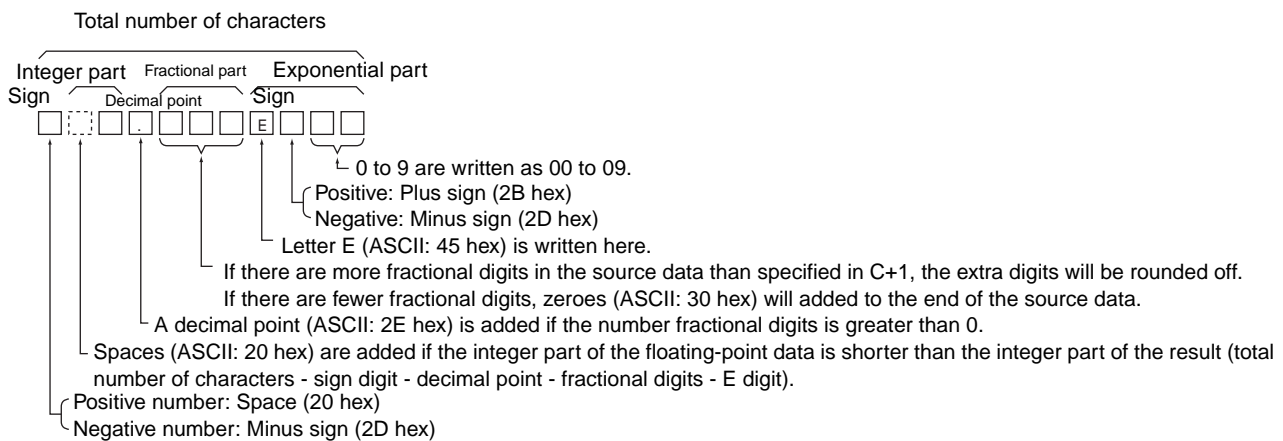 Total number of characters
Integer part Fractional part Exponential part
Sign Decimal point Sign
. E
0 to 9 are written as 00 to 09.
Positive: Plus sign (2B hex)
Negative: Minus sign (2D hex)
Letter E (ASCII: 45 hex) is written here.
If there are more fractional digits in the source data than specified in C+1, the extra digits will be rounded off.
If there are fewer fractional digits, zeroes (ASCII: 30 hex) will added to the end of the source data.
A decimal point (ASCII: 2E hex) is added if the number fractional digits is greater than 0.
Spaces (ASCII: 20 hex) are added if the integer part of the floating-point data is shorter than the integer part of the result (total
number of characters - sign digit - decimal point - fractional digits - E digit).
Positive number: Space (20 hex)
Negative number: Minus sign (2D hex)